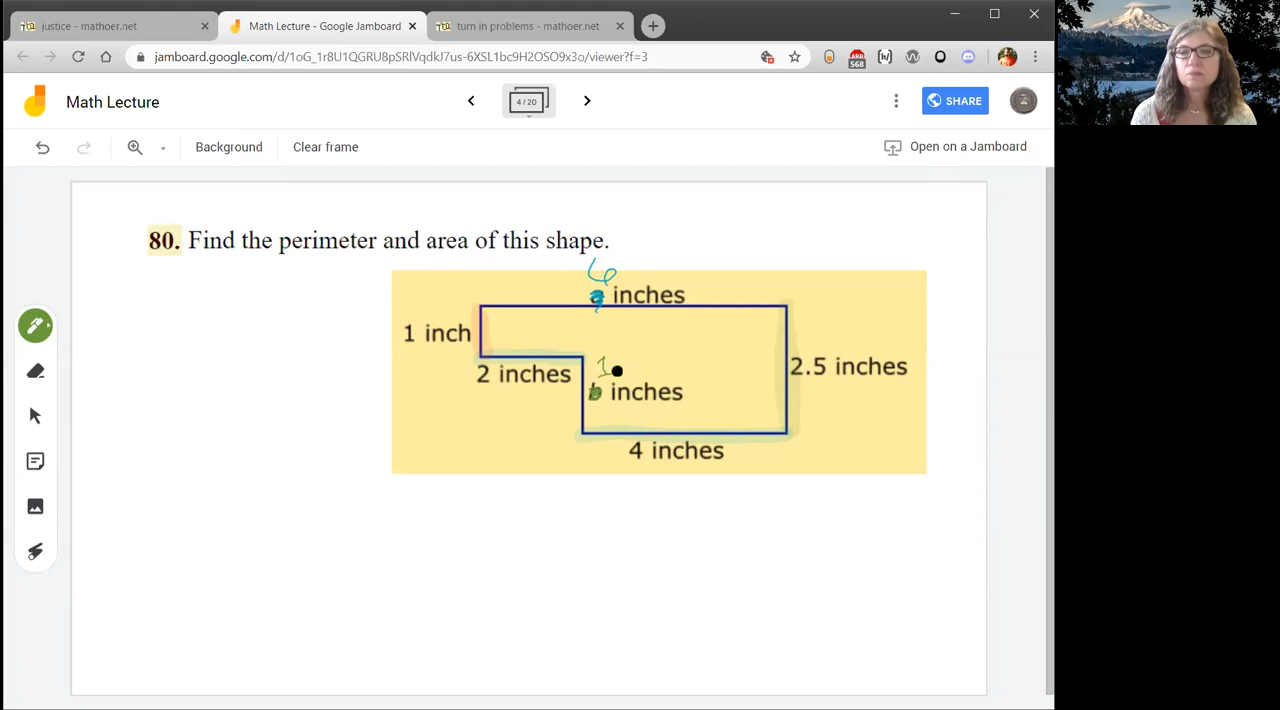 justice - mathoer.net
Math Lecture - Google Jamboard
turn in problems - mathoer.net
jamboard.google.com/d/1oG_1r8U1QGRU8pSRlVqdkJ7us-6XSL1bc9H2OSO9x3o/viewer?f=3
568
Math Lecture
4 / 20
SHARE
Background
Clear frame
Open on a Jamboard
80. Find the perimeter and area of this shape.
6
a inches
1 inch
2 inches
1
b inches
2.5 inches
4 inches